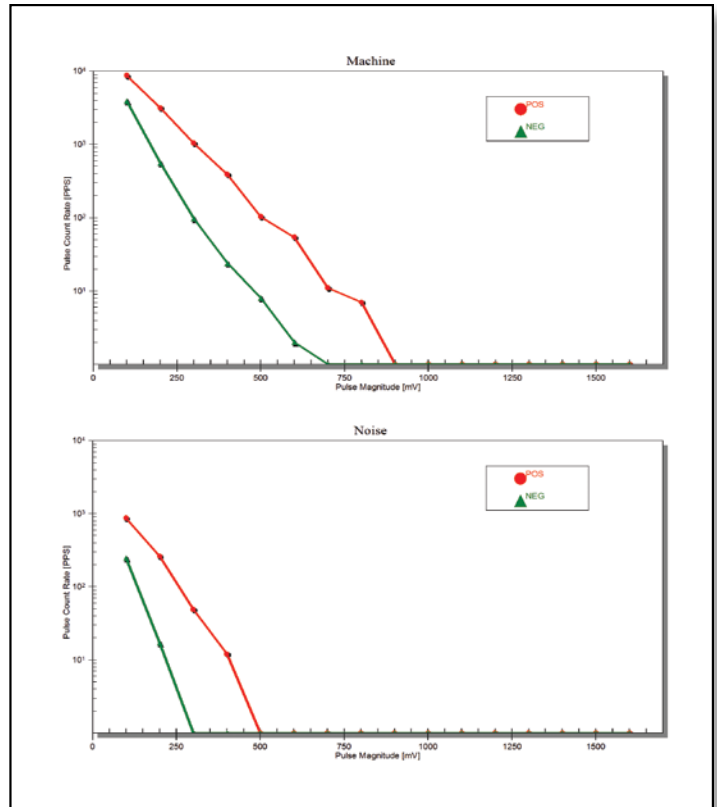 Machine
10⁴
10³
10²
10¹
Pulse Count Rate [PPS]
POS
NEG
0 250 500 750 1000 1250 1500
Pulse Magnitude [mV]
Noise
10⁴
10³
10²
10¹
Pulse Count Rate [PPS]
POS
NEG
0 250 500 750 1000 1250 1500
Pulse Magnitude [mV]